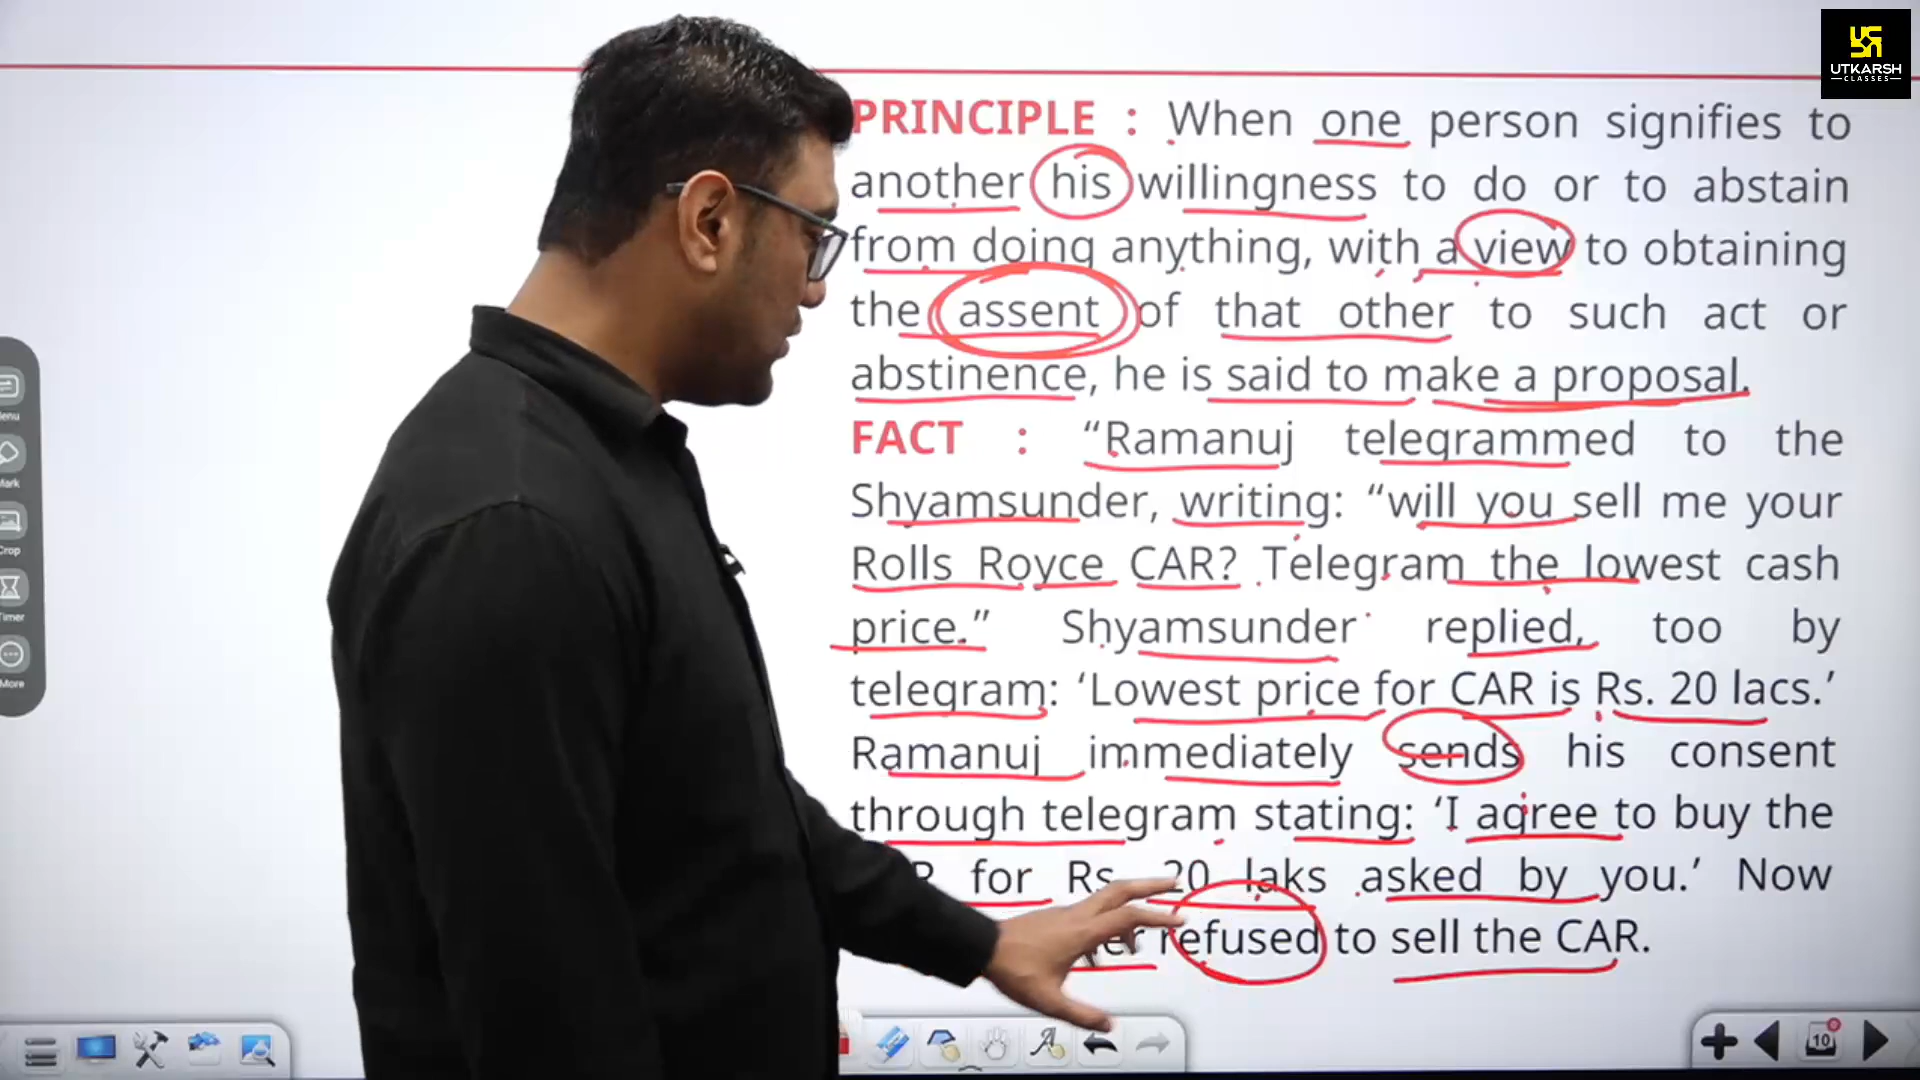 UTKARSH
CLASSES
PRINCIPLE : When one person signifies to
another his willingness to do or to abstain
from doing anything, with a view to obtaining
the assent of that other to such act or
abstinence, he is said to make a proposal.
FACT : “Ramanuj telegrammed to the
Shyamsunder, writing: “will you sell me your
Rolls Royce CAR? Telegram the lowest cash
price.” Shyamsunder replied, too by
telegram: ‘Lowest price for CAR is Rs. 20 lacs.’
Ramanuj immediately sends his consent
through telegram stating: ‘I agree to buy the
for Rs. 20 laks asked by you.’ Now
refused to sell the CAR.
Mark
Crop
Timer
More
10